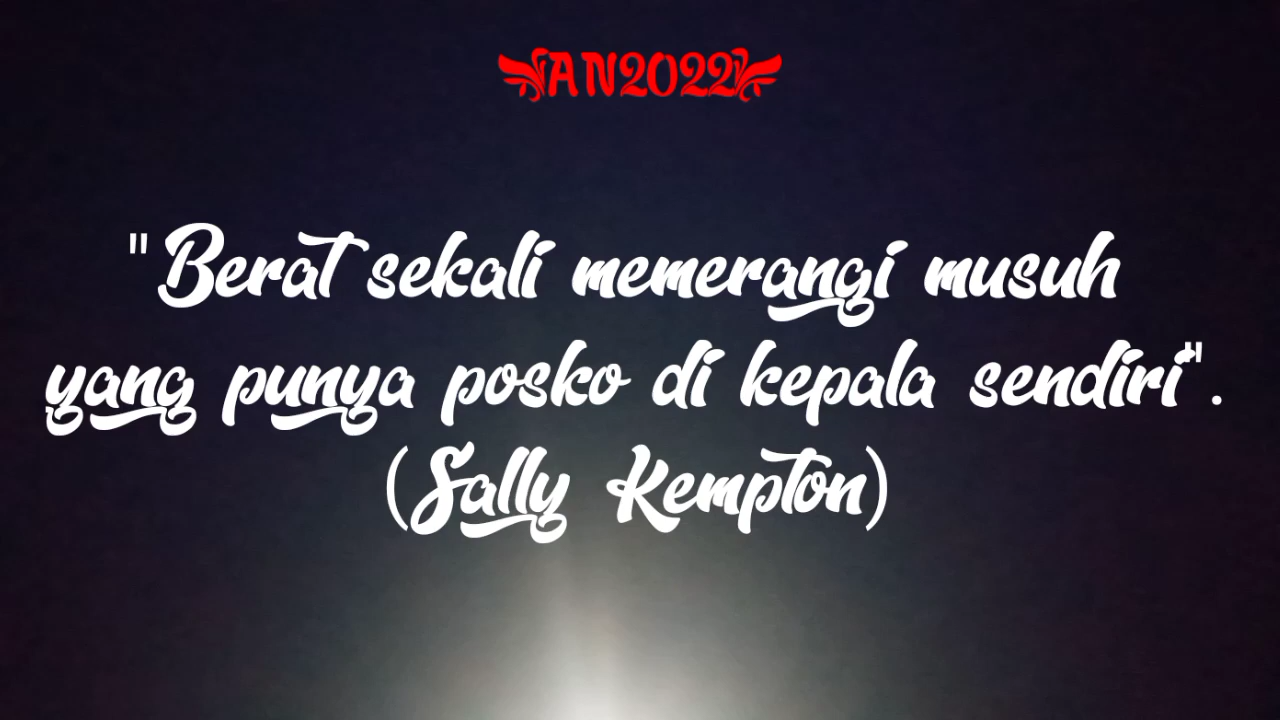 AN2022
"Berat sekali memerangi musuh
yang punya posko di kepala sendiri".
(Sally Kempton)